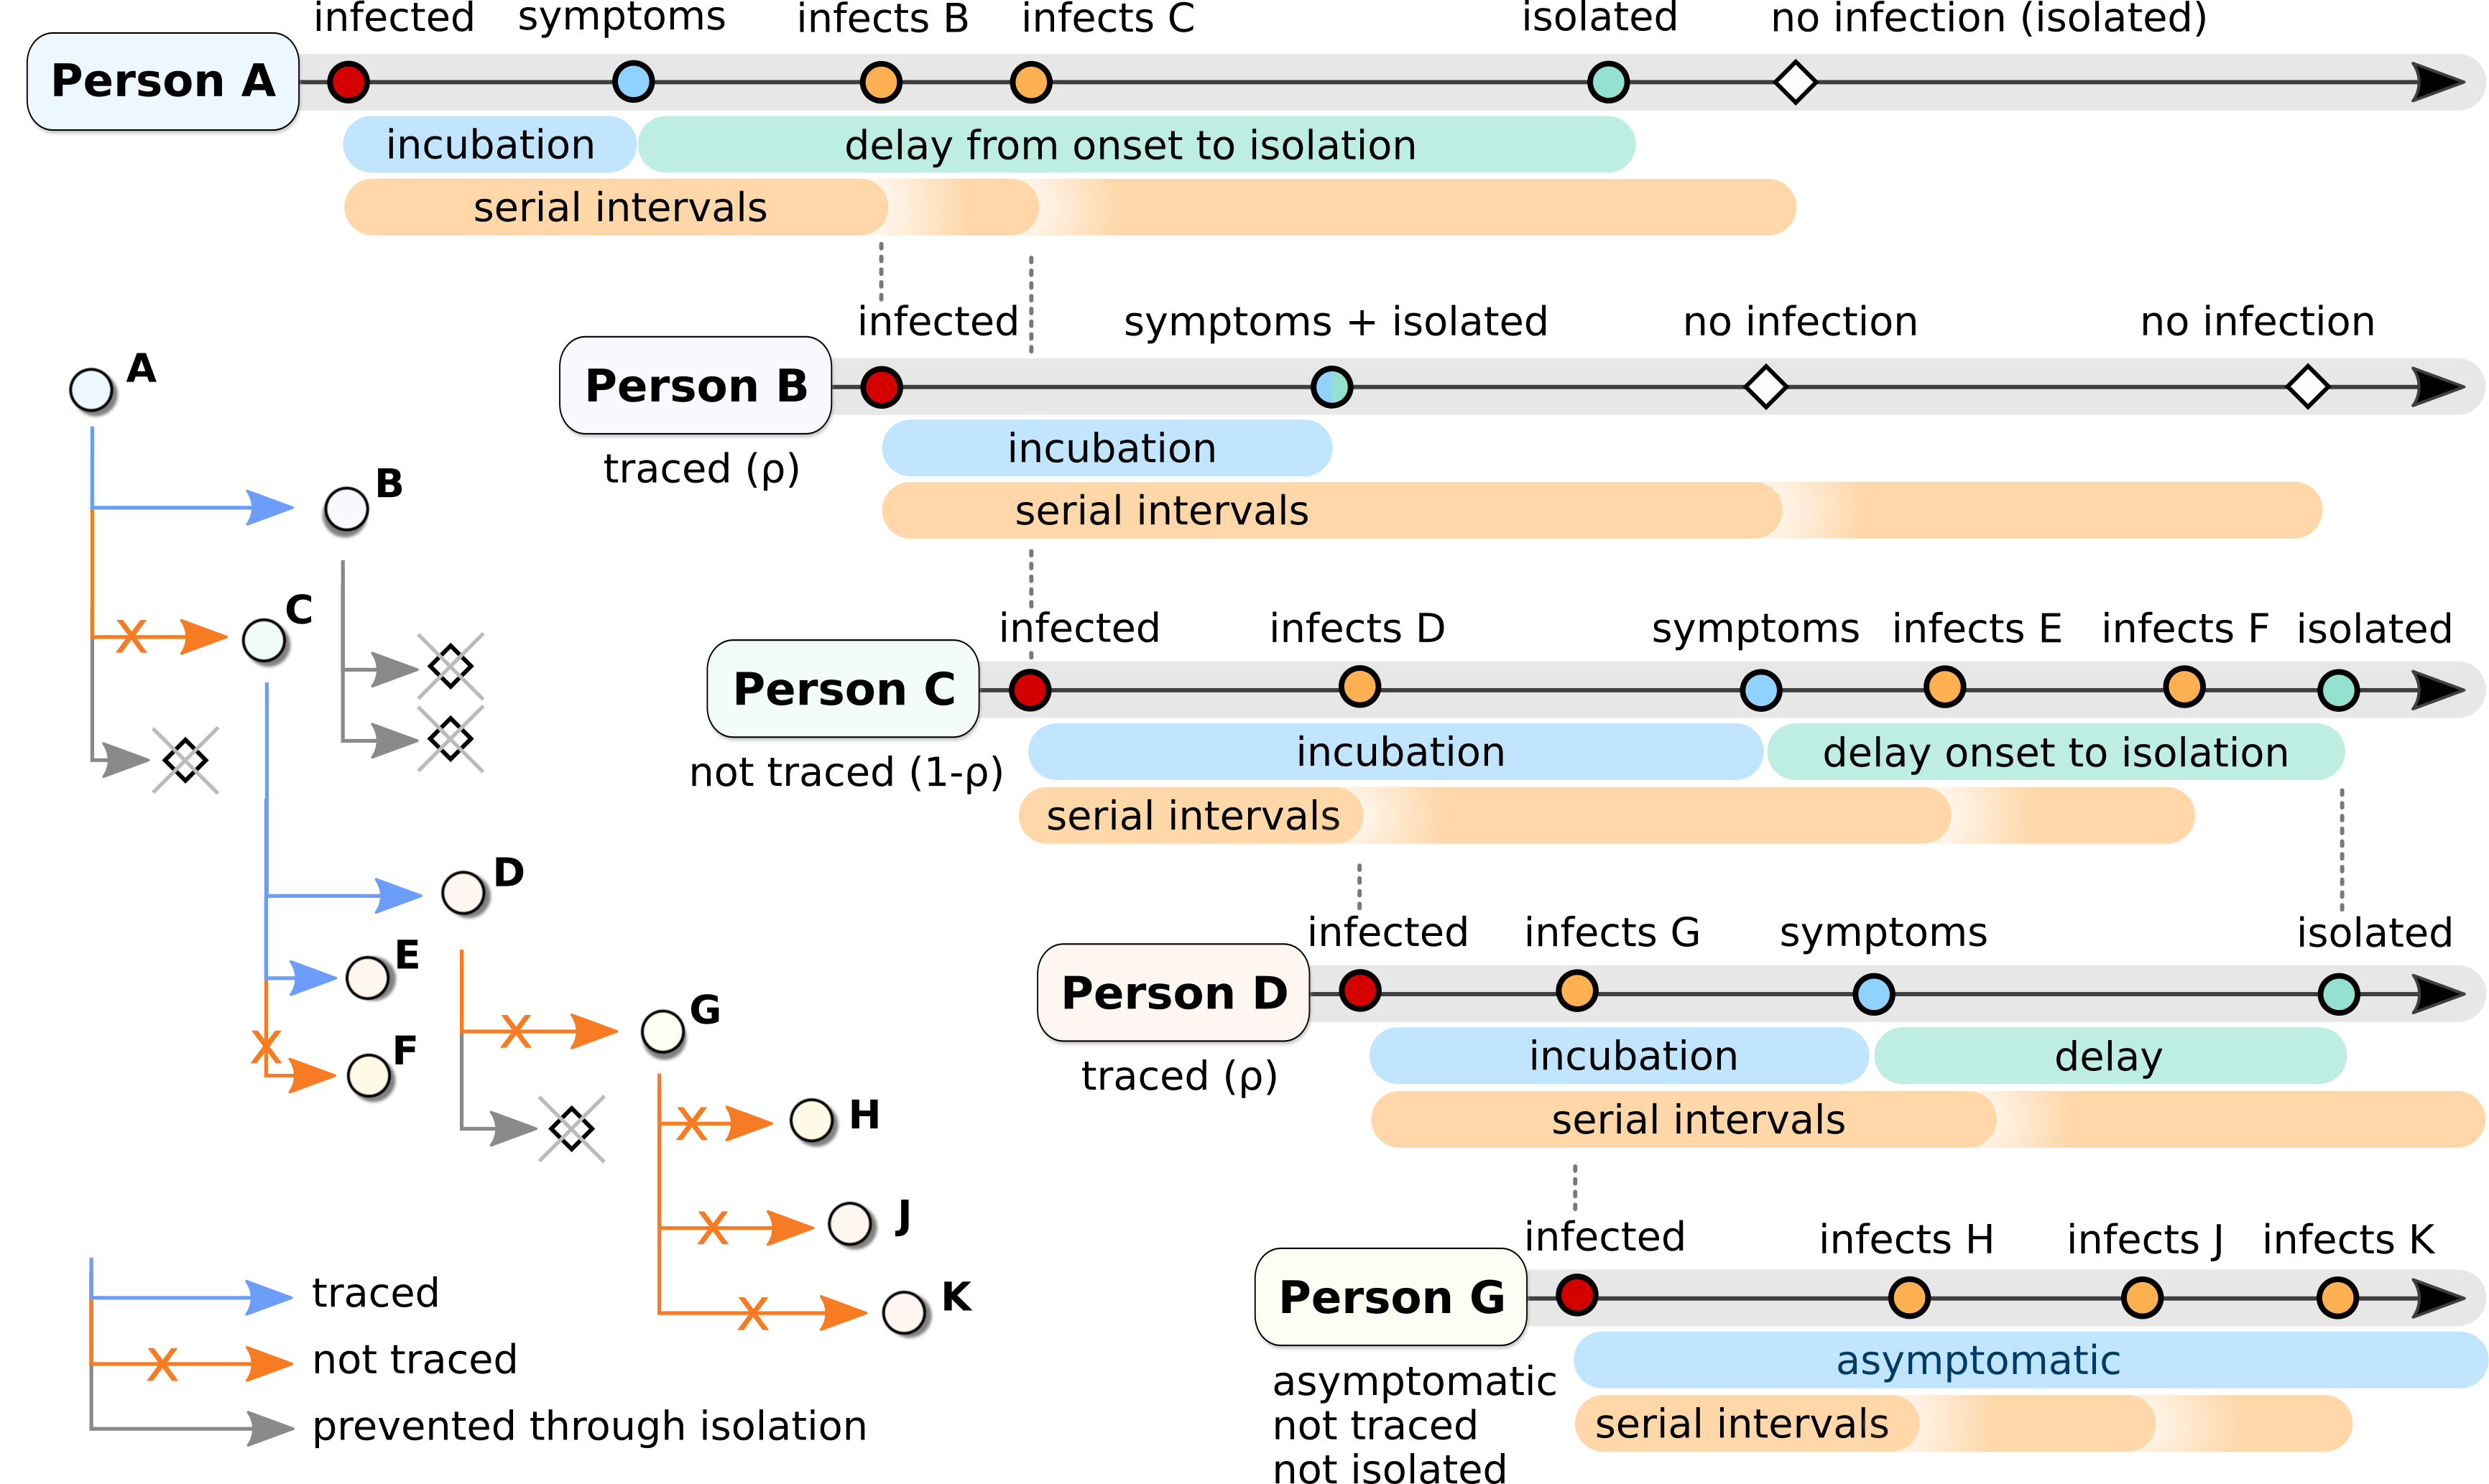 infected symptoms infects B infects C isolated no infection (isolated)
Person A
incubation delay from onset to isolation
serial intervals
infected symptoms + isolated no infection no infection
Person B
traced (ρ)
incubation
serial intervals
infected infects D symptoms infects E infects F isolated
Person C
not traced (1-ρ)
incubation delay onset to isolation
serial intervals
infected infects G symptoms isolated
Person D
traced (ρ)
incubation delay
serial intervals
infected infects H infects J infects K
Person G
asymptomatic
not traced
not isolated
asymptomatic
serial intervals
A
B
C
D
E
F
G
H
J
K
traced
not traced
prevented through isolation